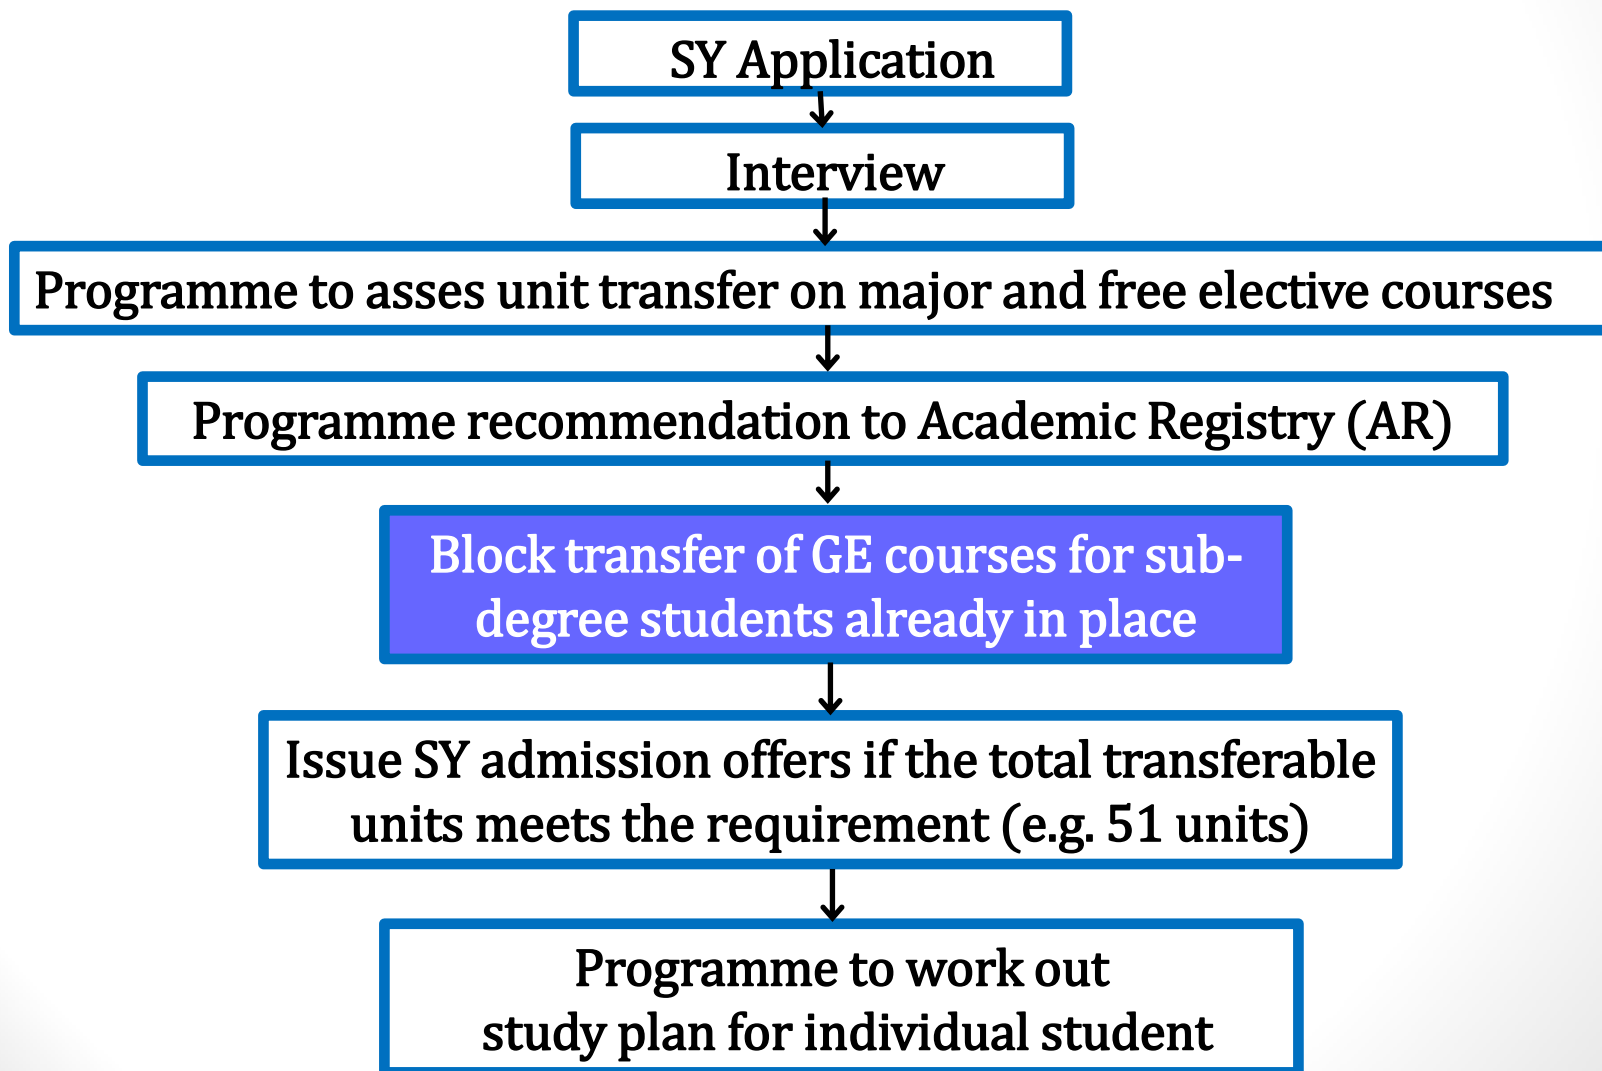 SY Application
Interview
Programme to asses unit transfer on major and free elective courses
Programme recommendation to Academic Registry (AR)
Block transfer of GE courses for sub-
degree students already in place
Issue SY admission offers if the total transferable
units meets the requirement (e.g. 51 units)
Programme to work out
study plan for individual student